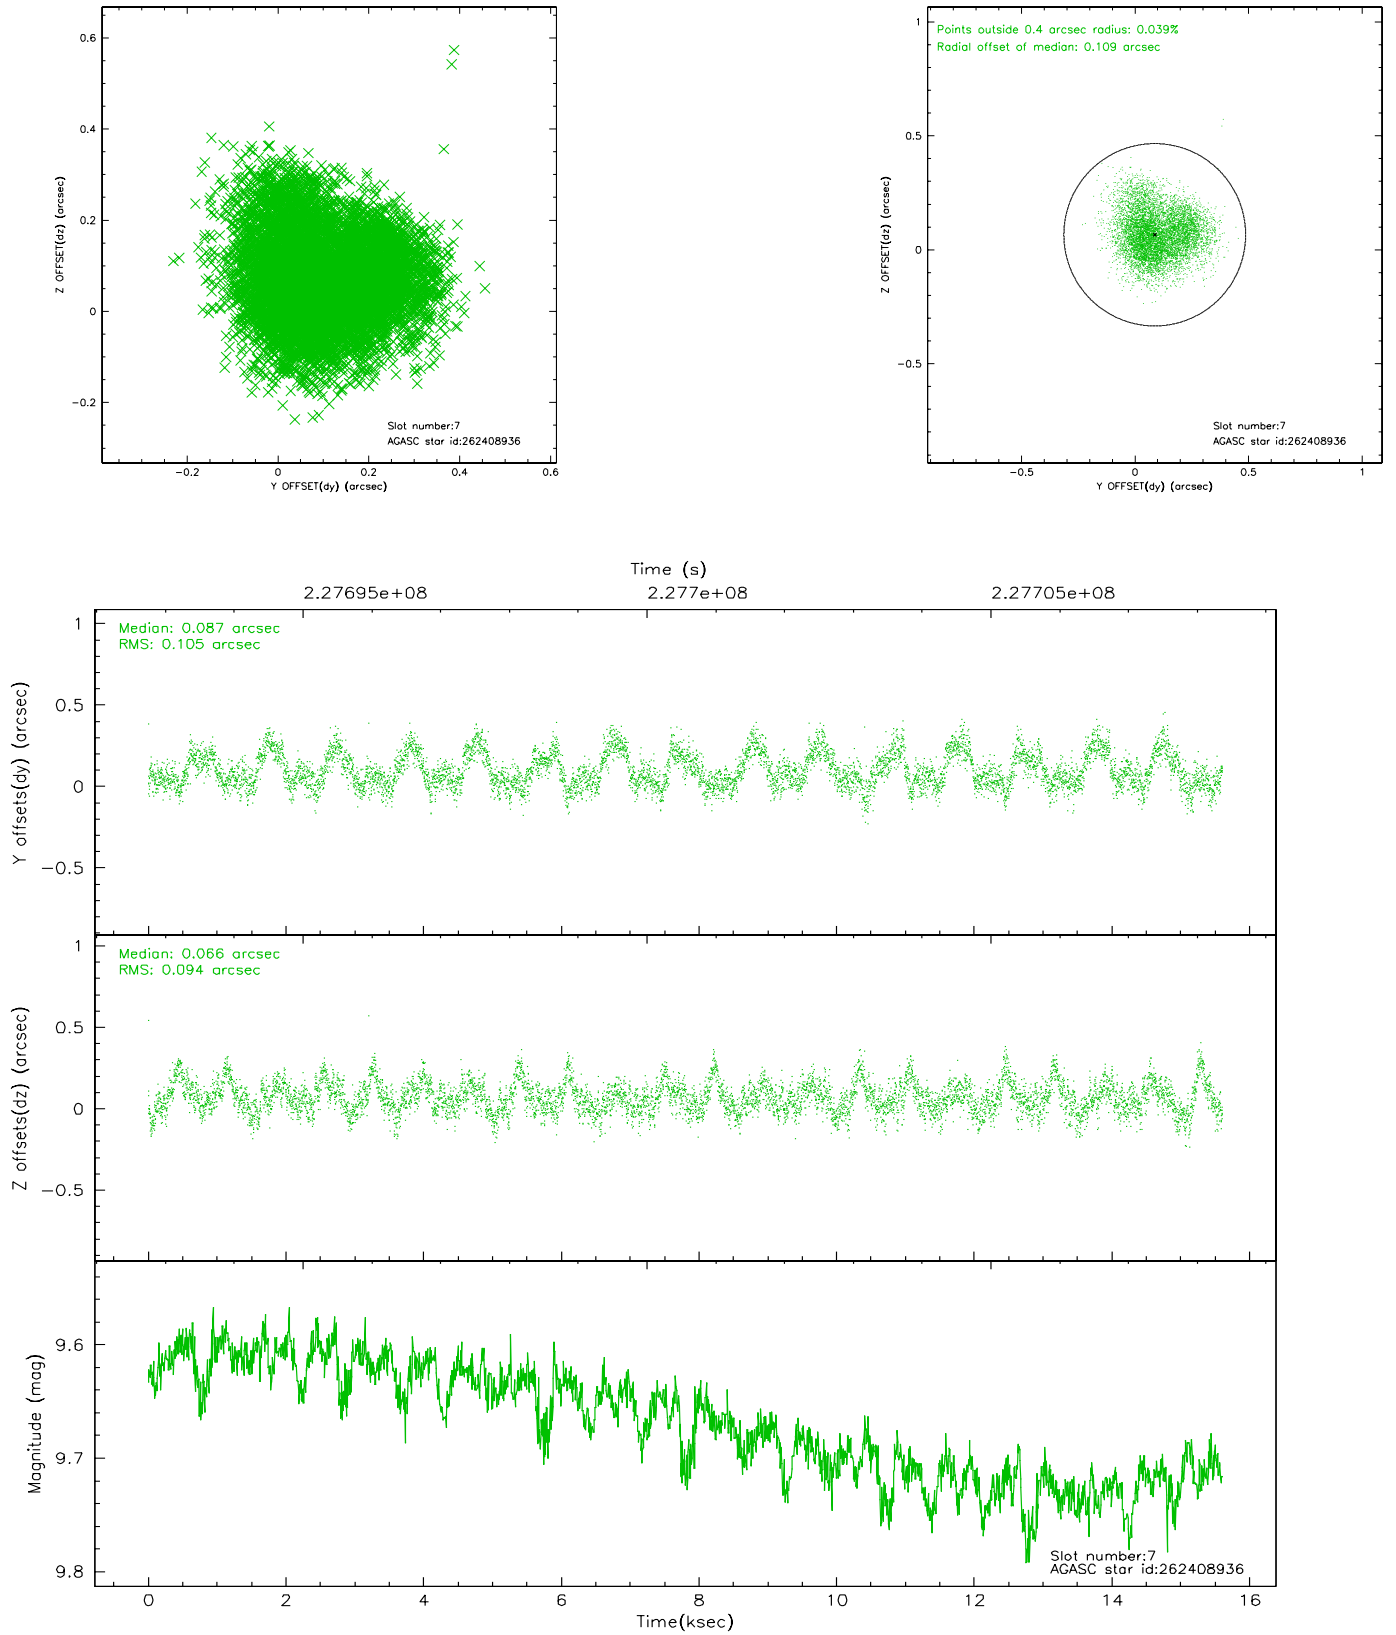 0.6
0.4
0.2
0
−0.2
Z OFFSET(dz) (arcsec)
Slot number:7
AGASC star id:262408936
−0.2 0 0.2 0.4 0.6
Y OFFSET(dy) (arcsec)
Points outside 0.4 arcsec radius: 0.039%
Radial offset of median: 0.109 arcsec
1
0.5
0
−0.5
Z OFFSET(dz) (arcsec)
Slot number:7
AGASC star id:262408936
−0.5 0 0.5 1
Y OFFSET(dy) (arcsec)
Time (s)
2.27695e+08 2.277e+08 2.27705e+08
Median: 0.087 arcsec
RMS: 0.105 arcsec
1
0.5
0
−0.5
Y offsets(dy) (arcsec)
Median: 0.066 arcsec
RMS: 0.094 arcsec
1
0.5
0
−0.5
Z offsets(dz) (arcsec)
9.6
9.7
9.8
Magnitude (mag)
Slot number:7
AGASC star id:262408936
0 2 4 6 8 10 12 14 16
Time(ksec)